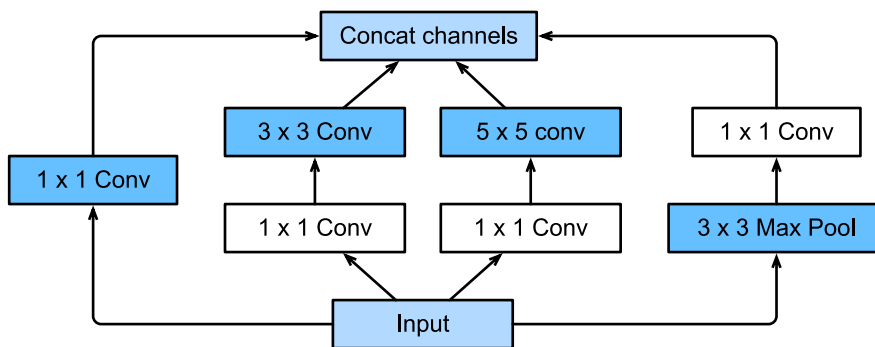 Concat channels
3 x 3 Conv
5 x 5 conv
1 x 1 Conv
1 x 1 Conv
1 x 1 Conv
1 x 1 Conv
3 x 3 Max Pool
Input